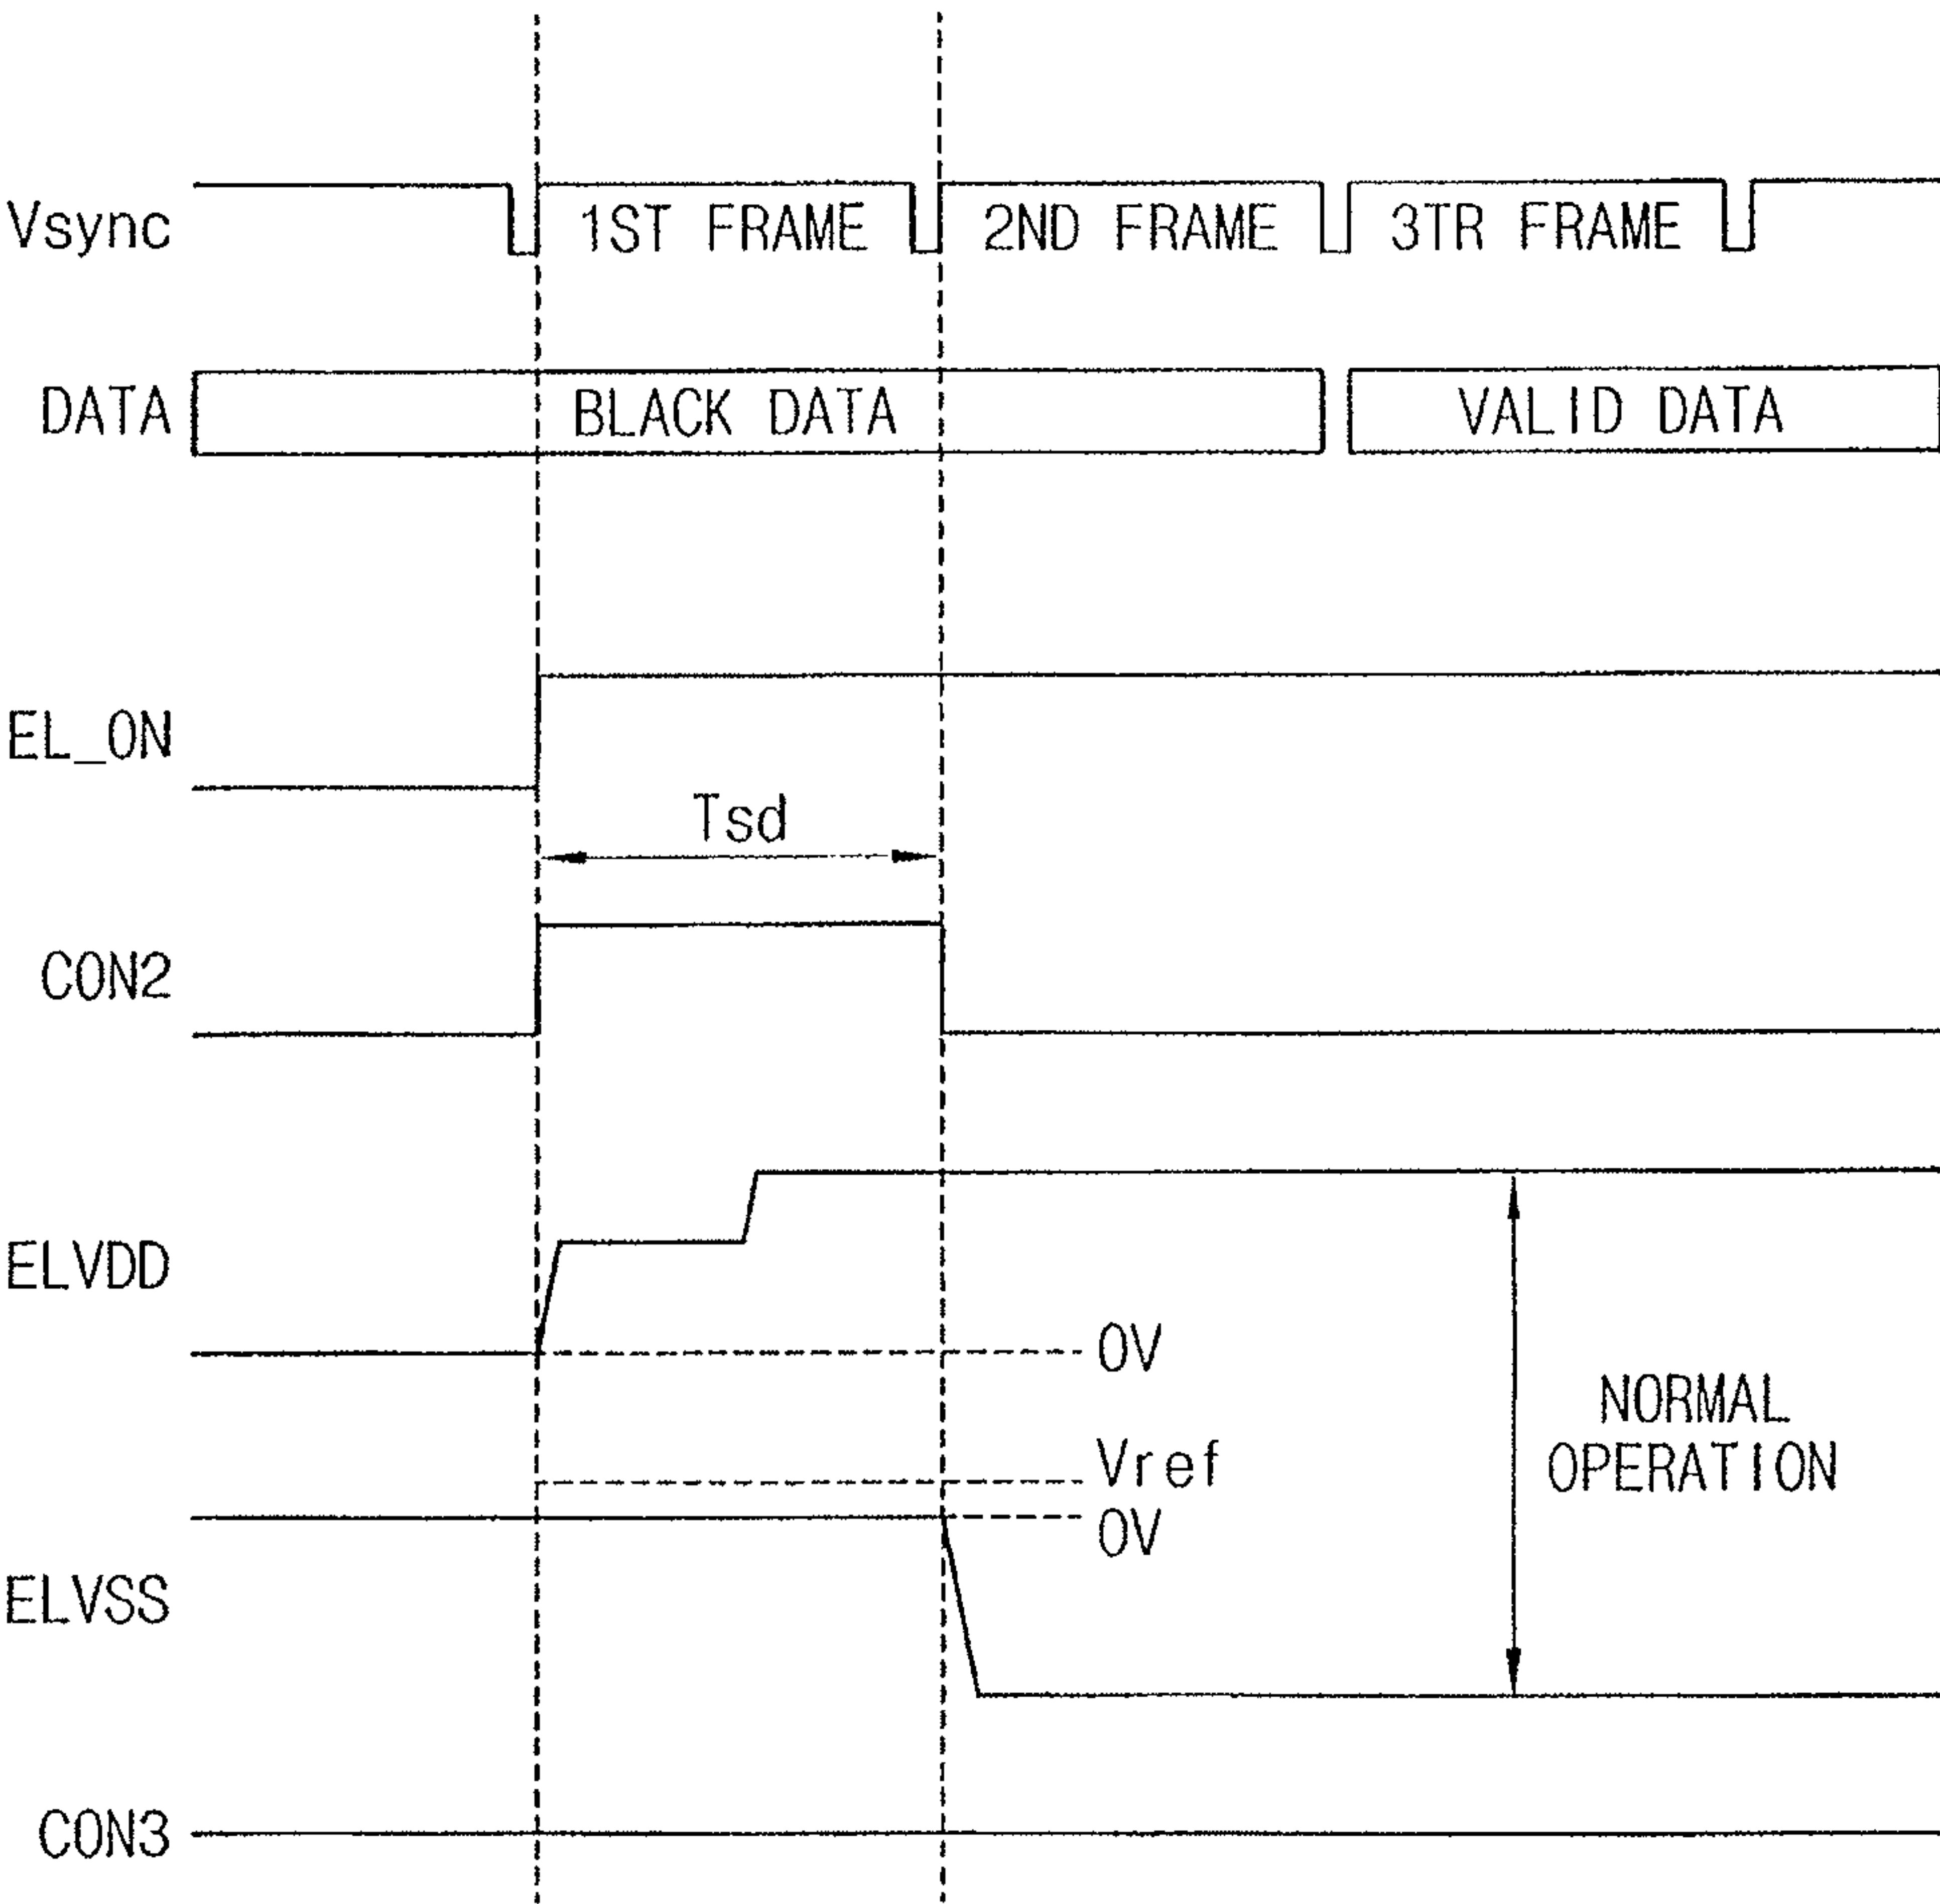 Vsync
1ST FRAME
2ND FRAME
3TR FRAME
DATA
BLACK DATA
VALID DATA
EL_ON
Tsd
CON2
ELVDD
0V
NORMAL
OPERATION
Vref
0V
ELVSS
CON3